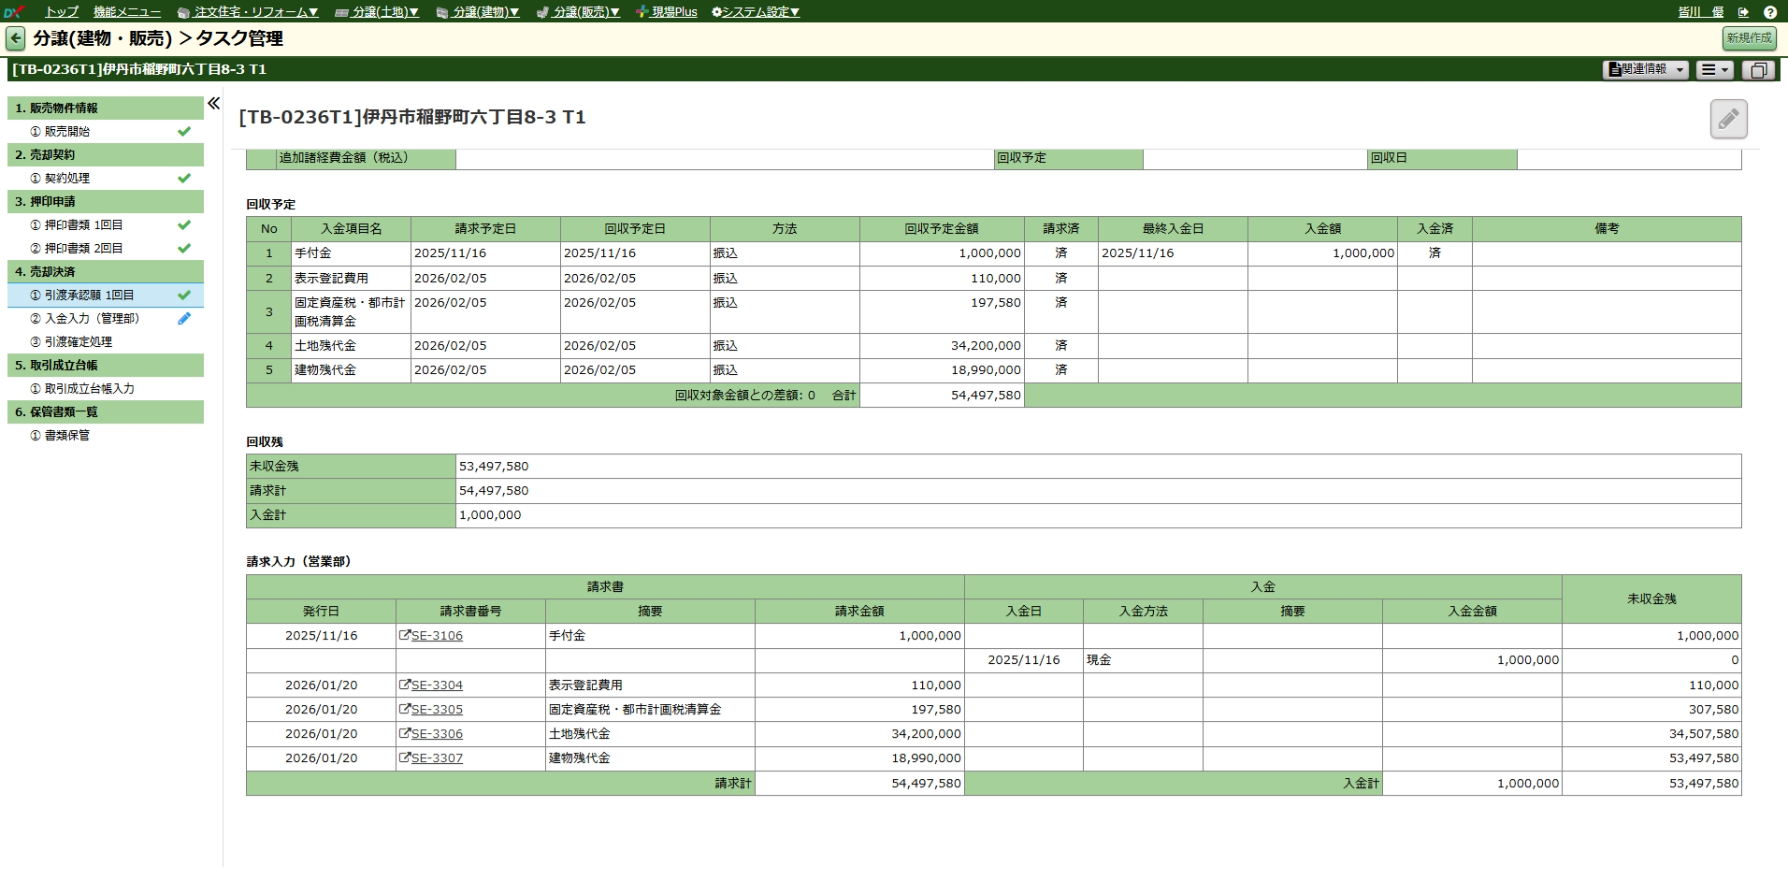 DX トップ 機能メニュー 注文住宅・リフォーム▼ 分譲(土地)▼ 分譲(建物)▼ 分譲(販売)▼ 現場Plus システム設定▼ 皆川 優
分譲(建物・販売) >タスク管理 新規作成
[TB-0236T1]伊丹市稲野町六丁目8-3 T1 関連情報
1. 販売物件情報
① 販売開始
2. 売却契約
① 契約処理
3. 押印申請
① 押印書類 1回目
② 押印書類 2回目
4. 売却決済
① 引渡承認願 1回目
② 入金入力（管理部）
③ 引渡確定処理
5. 取引成立台帳
① 取引成立台帳入力
6. 保管書類一覧
① 書類保管
[TB-0236T1]伊丹市稲野町六丁目8-3 T1
追加諸経費金額（税込） 回収予定 回収日
回収予定
No 入金項目名 請求予定日 回収予定日 方法 回収予定金額 請求済 最終入金日 入金額 入金済 備考
1 手付金 2025/11/16 2025/11/16 振込 1,000,000 済 2025/11/16 1,000,000 済
2 表示登記費用 2026/02/05 2026/02/05 振込 110,000 済
3 固定資産税・都市計画税清算金 2026/02/05 2026/02/05 振込 197,580 済
4 土地残代金 2026/02/05 2026/02/05 振込 34,200,000 済
5 建物残代金 2026/02/05 2026/02/05 振込 18,990,000 済
回収対象金額との差額: 0 合計 54,497,580
回収残
未収金残 53,497,580
請求計 54,497,580
入金計 1,000,000
請求入力（営業部）
請求書 入金 未収金残
発行日 請求書番号 摘要 請求金額 入金日 入金方法 摘要 入金金額
2025/11/16 SE-3106 手付金 1,000,000 1,000,000
2025/11/16 現金 1,000,000 0
2026/01/20 SE-3304 表示登記費用 110,000 110,000
2026/01/20 SE-3305 固定資産税・都市計画税清算金 197,580 307,580
2026/01/20 SE-3306 土地残代金 34,200,000 34,507,580
2026/01/20 SE-3307 建物残代金 18,990,000 53,497,580
請求計 54,497,580 入金計 1,000,000 53,497,580